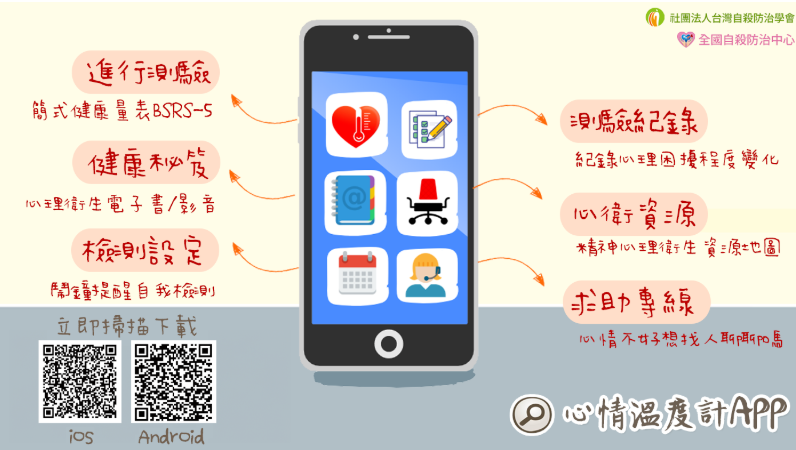 社團法人台灣自殺防治學會
全國自殺防治中心
進行測驗
簡式健康量表BSRS-5
健康秘笈
心理衛生電子書/影音
檢測設定
鬧鐘提醒自我檢測
測驗紀錄
紀錄心理困擾程度變化
心衛資源
精神心理衛生資源地圖
求助專線
心情不好想找人聊聊嗎
立即掃描下載
iOS
Android
心情溫度計APP